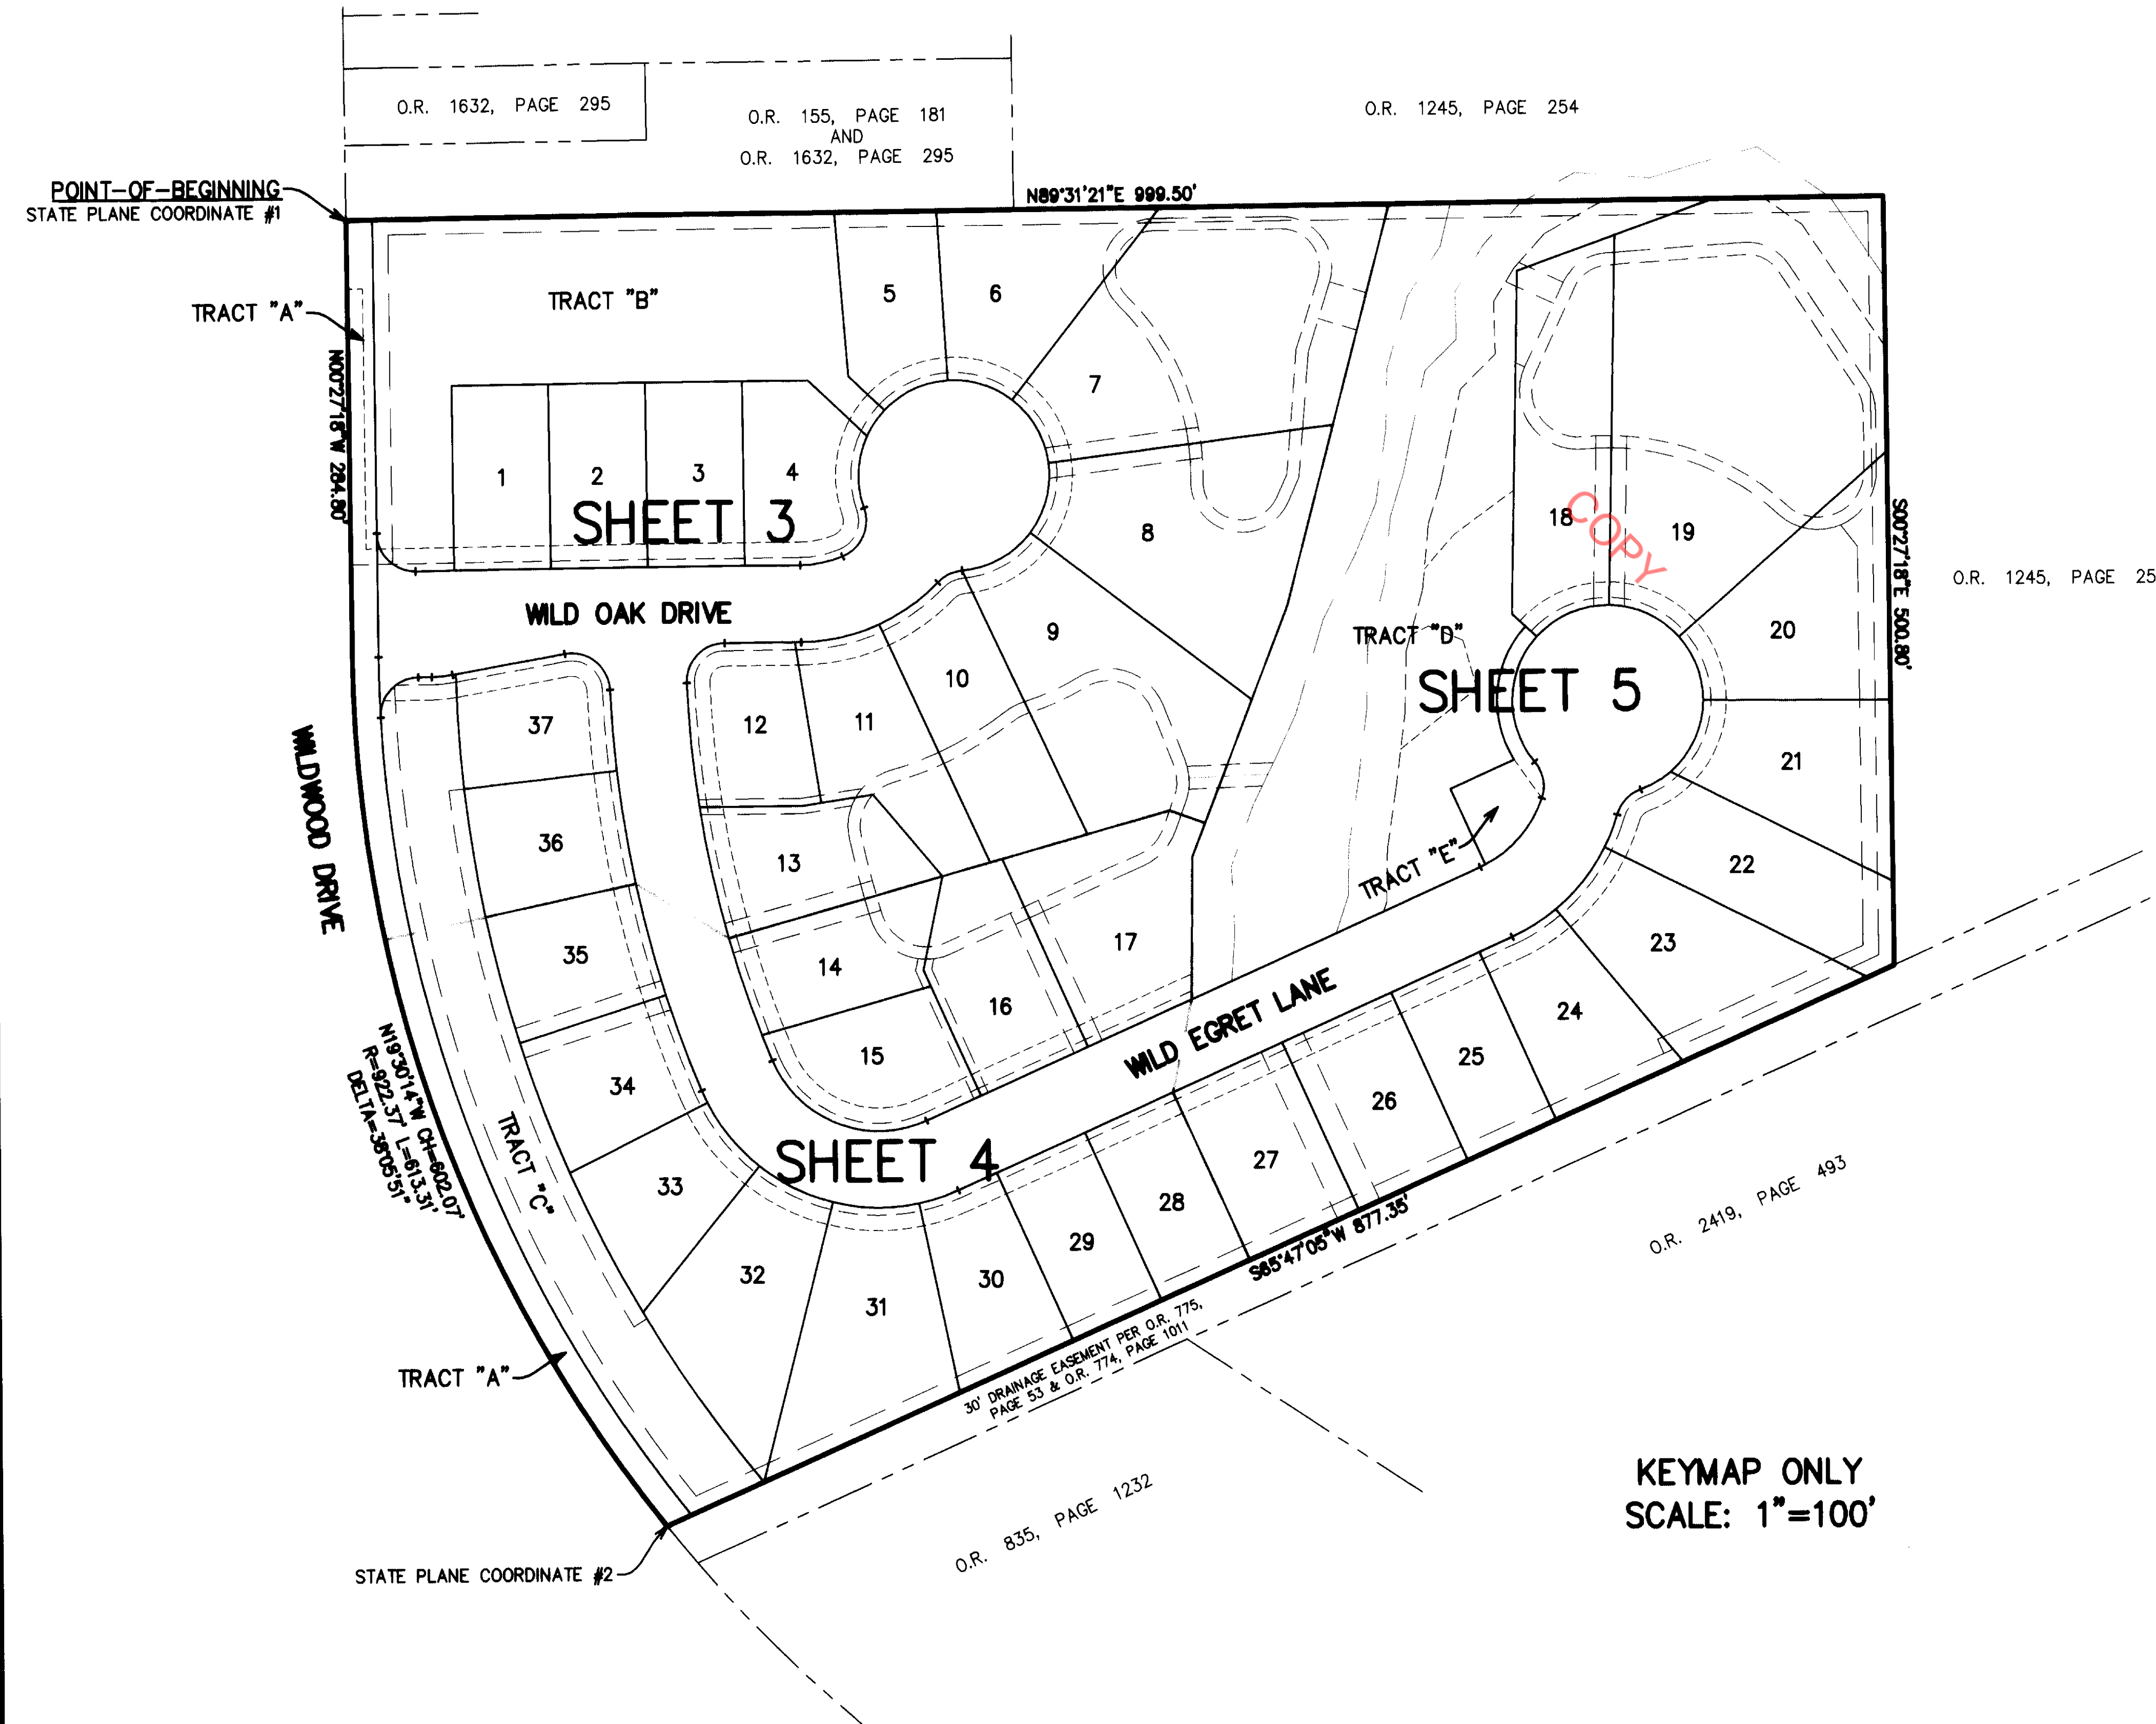 O.R. 1632, PAGE 295
O.R. 155, PAGE 181
AND
O.R. 1632, PAGE 295
O.R. 1245, PAGE 254
POINT-OF-BEGINNING
STATE PLANE COORDINATE #1
N89°31'21"E 999.50'
TRACT "A"
TRACT "B"
5
6
7
N00°27'18"W 284.80'
1
2
3
4
SHEET 3
8
18
COPY
19
S00°27'18"E 500.80'
O.R. 1245, PAGE 25
WILD OAK DRIVE
9
TRACT "D"
20
10
SHEET 5
12
11
37
21
WILDWOOD DRIVE
36
13
TRACT "E"
22
35
14
17
23
16
WILD EGRET LANE
24
15
25
34
26
N19°30'14"W CH=602.07'
R=922.37' L=613.31'
DELTA=38°05'51"
TRACT "C"
SHEET 4
33
27
28
S65°47'05"W 877.35'
O.R. 2419, PAGE 493
29
32
30
31
30' DRAINAGE EASEMENT PER O.R. 775,
PAGE 53 & O.R. 774, PAGE 1011
TRACT "A"
KEYMAP ONLY
SCALE: 1"=100'
O.R. 835, PAGE 1232
STATE PLANE COORDINATE #2